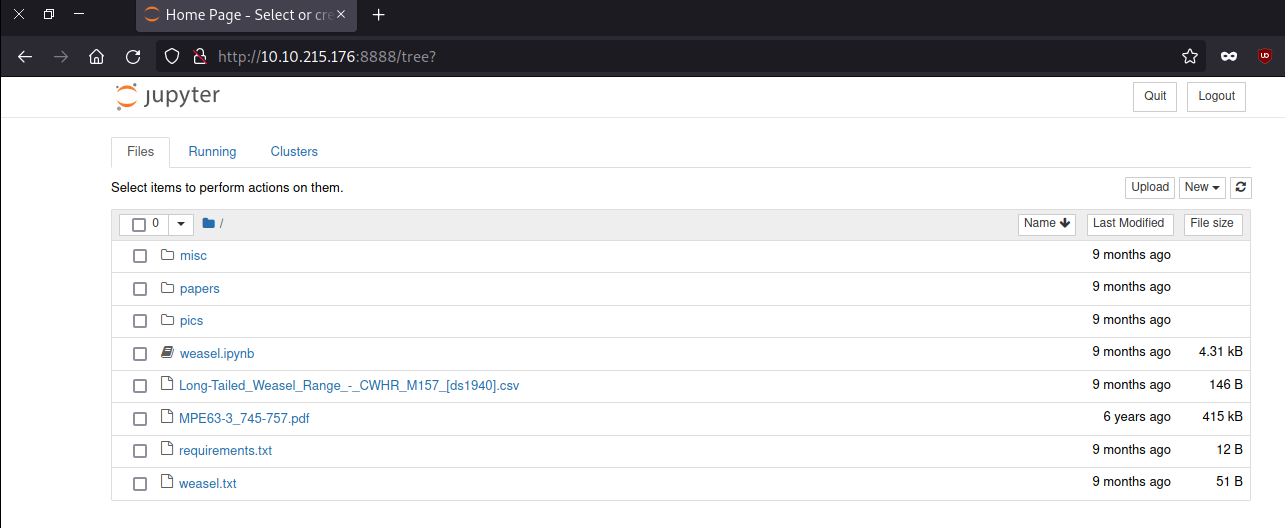 Home Page - Select or cre
http://10.10.215.176:8888/tree?
UD
jupyter
Quit Logout
Files Running Clusters
Select items to perform actions on them.
Upload New
0 / Name Last Modified File size
misc 9 months ago
papers 9 months ago
pics 9 months ago
weasel.ipynb 9 months ago 4.31 kB
Long-Tailed_Weasel_Range_-_CWHR_M157_[ds1940].csv 9 months ago 146 B
MPE63-3_745-757.pdf 6 years ago 415 kB
requirements.txt 9 months ago 12 B
weasel.txt 9 months ago 51 B